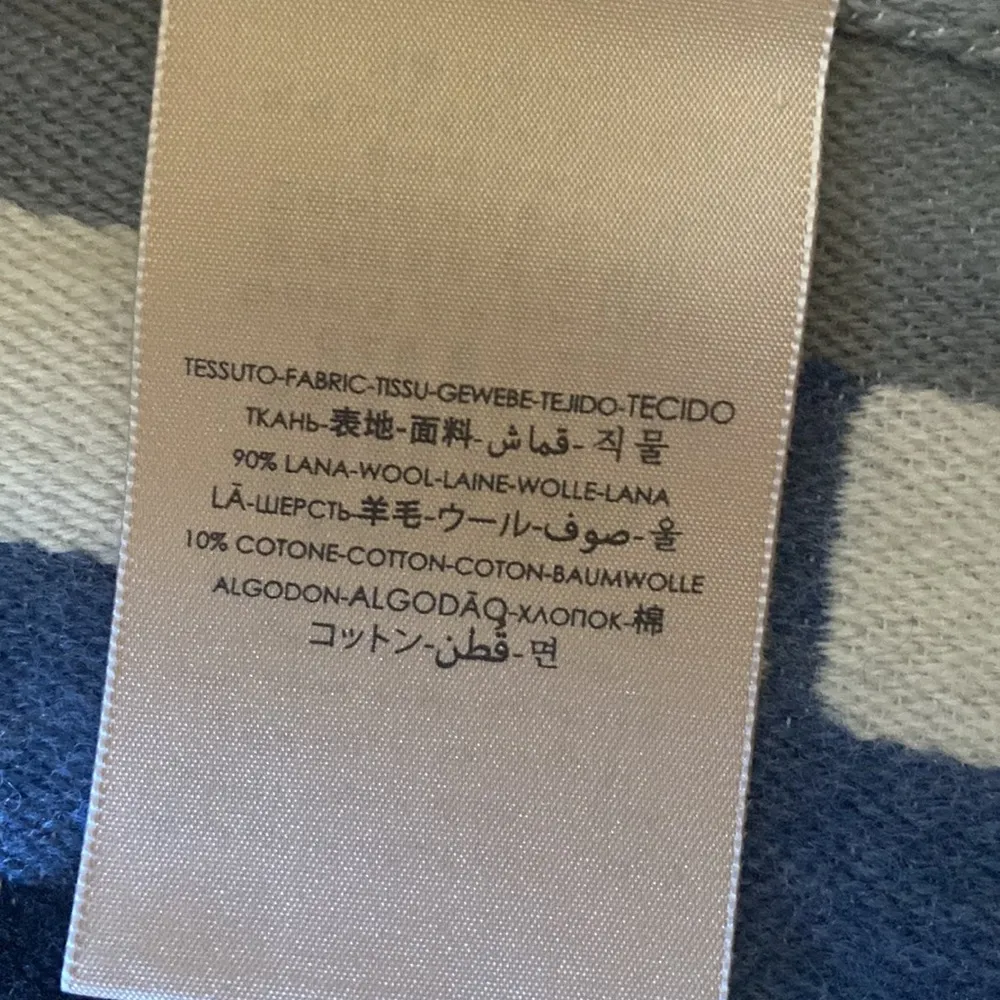 TESSUTO-FABRIC-TISSU-GEWEBE-TEJIDO-TECIDO
ТКАНЬ-表地-面料-قماش- 직물
90% LANA-WOOL-LAINE-WOLLE-LANA
LÃ-ШЕРСТЬ-羊毛-ウール-صوف-울
10% COTONE-COTTON-COTON-BAUMWOLLE
ALGODON-ALGODÃO-ХЛОПОК-棉
コットン-قطن-면